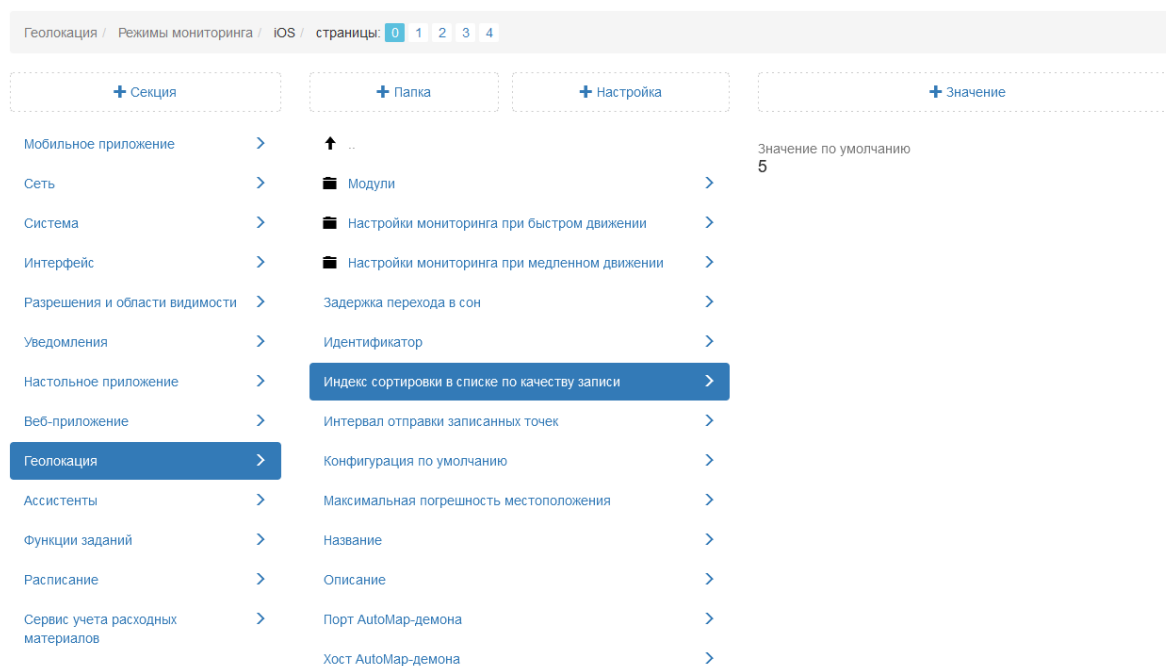 Геолокация / Режимы мониторинга / iOS / страницы: 0 1 2 3 4
+ Секция
+ Папка
+ Настройка
+ Значение
Мобильное приложение
Сеть
Система
Интерфейс
Разрешения и области видимости
Уведомления
Настольное приложение
Веб-приложение
Геолокация
Ассистенты
Функции заданий
Расписание
Сервис учета расходных
материалов
..
Модули
Настройки мониторинга при быстром движении
Настройки мониторинга при медленном движении
Задержка перехода в сон
Идентификатор
Индекс сортировки в списке по качеству записи
Интервал отправки записанных точек
Конфигурация по умолчанию
Максимальная погрешность местоположения
Название
Описание
Порт AutoMap-демона
Хост AutoMap-демона
Значение по умолчанию
5